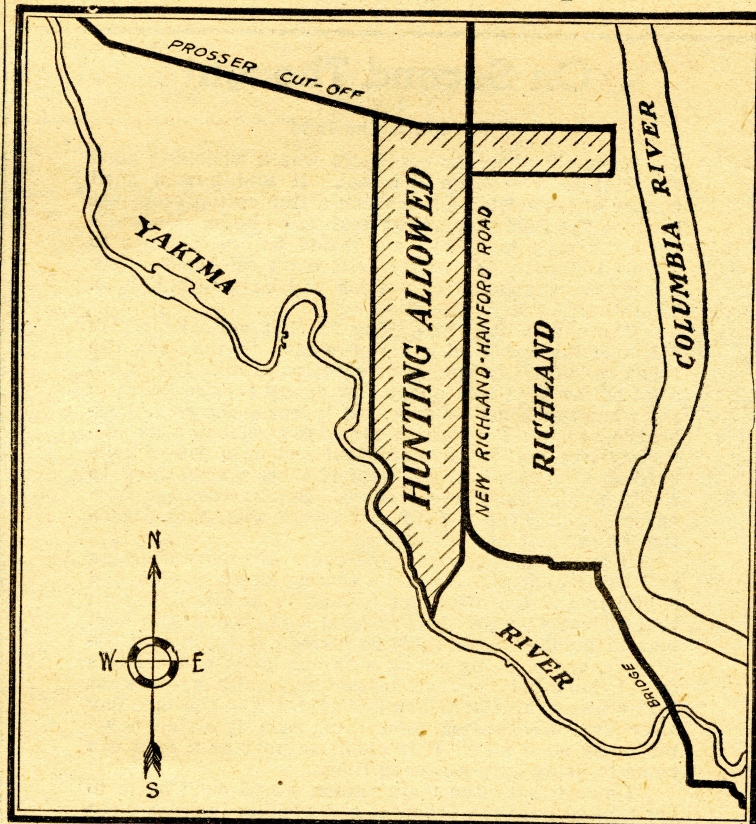 PROSSER CUT-OFF
YAKIMA
HUNTING ALLOWED
NEW RICHLAND-HANFORD ROAD
RICHLAND
COLUMBIA RIVER
N
W E
S
RIVER
BRIDGE